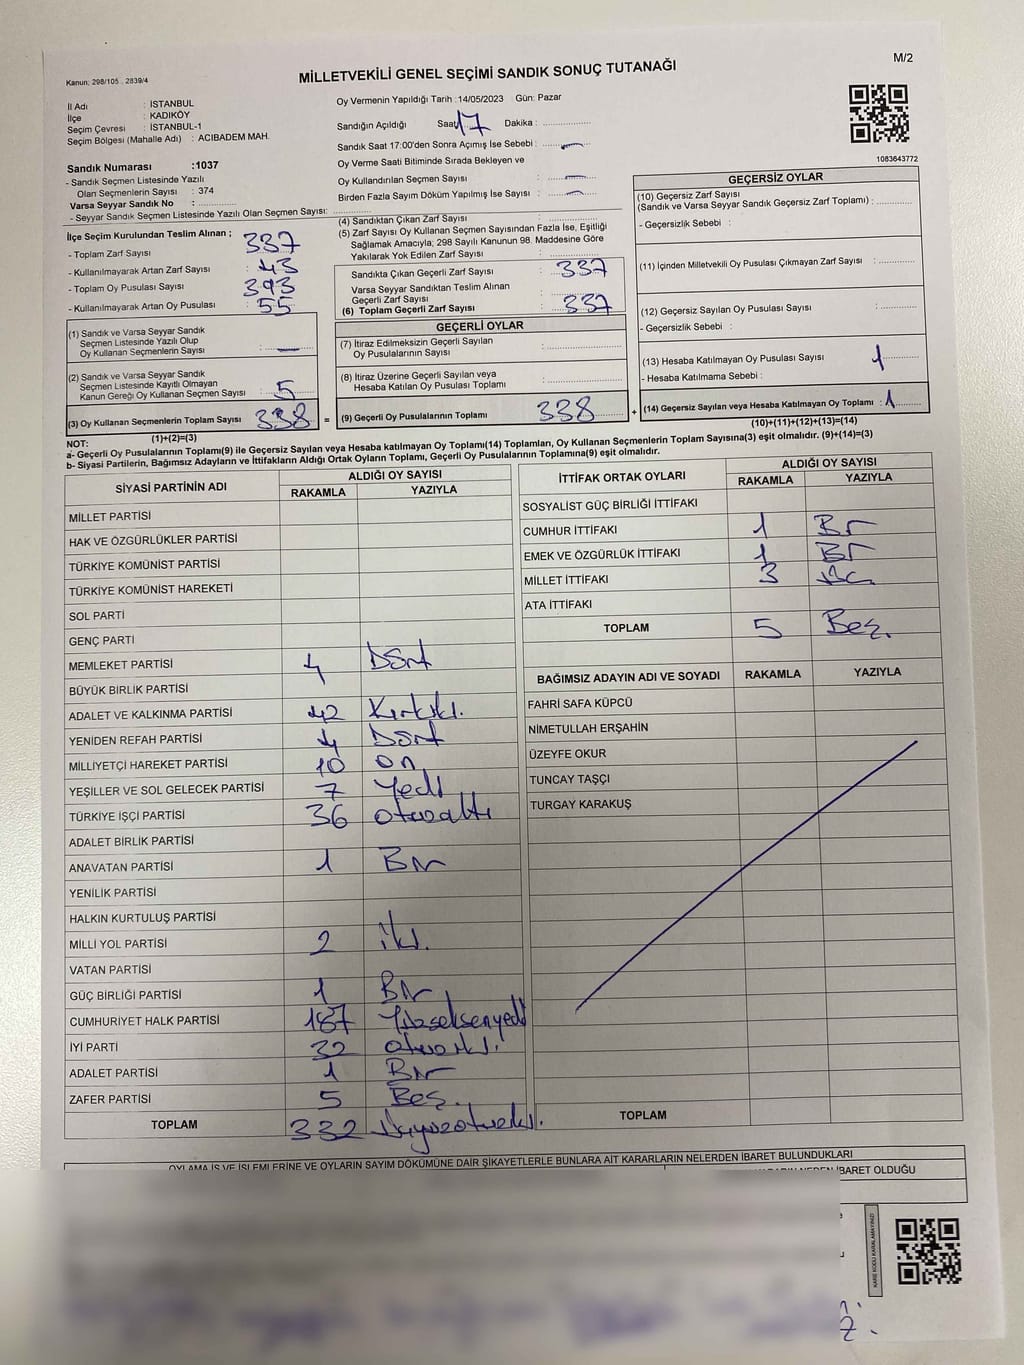 Kanun: 298/105 . 2839/4
MİLLETVEKİLİ GENEL SEÇİMİ SANDIK SONUÇ TUTANAĞI
M/2
İl Adı : İSTANBUL
İlçe : KADIKÖY
Seçim Çevresi : İSTANBUL-1
Seçim Bölgesi (Mahalle Adı) : ACIBADEM MAH.
Sandık Numarası :1037
- Sandık Seçmen Listesinde Yazılı
Olan Seçmenlerin Sayısı : 374
Varsa Seyyar Sandık No :
- Seyyar Sandık Seçmen Listesinde Yazılı Olan Seçmen Sayısı:
Oy Vermenin Yapıldığı Tarih :14/05/2023 Gün: Pazar
Sandığın Açıldığı Saat 17 Dakika :
Sandık Saat 17:00'den Sonra Açımış İse Sebebi : —
Oy Verme Saati Bitiminde Sırada Bekleyen ve
Oy Kullandırılan Seçmen Sayısı : —
Birden Fazla Sayım Döküm Yapılmış İse Sayısı : —
1083643772
İlçe Seçim Kurulundan Teslim Alınan ;
- Toplam Zarf Sayısı : 337
- Kullanılmayarak Artan Zarf Sayısı : 43
- Toplam Oy Pusulası Sayısı : 393
- Kullanılmayarak Artan Oy Pusulası : 55
(4) Sandıktan Çıkan Zarf Sayısı :
(5) Zarf Sayısı Oy Kullanan Seçmen Sayısından Fazla İse, Eşitliği
Sağlamak Amacıyla; 298 Sayılı Kanunun 98. Maddesine Göre
Yakılarak Yok Edilen Zarf Sayısı :
Sandıkta Çıkan Geçerli Zarf Sayısı : 337
Varsa Seyyar Sandıktan Teslim Alınan
Geçerli Zarf Sayısı :
(6) Toplam Geçerli Zarf Sayısı : 337
GEÇERSİZ OYLAR
(10) Geçersiz Zarf Sayısı
(Sandık ve Varsa Seyyar Sandık Geçersiz Zarf Toplamı) :
- Geçersizlik Sebebi :
(11) İçinden Milletvekili Oy Pusulası Çıkmayan Zarf Sayısı :
(12) Geçersiz Sayılan Oy Pusulası Sayısı :
- Geçersizlik Sebebi :
(13) Hesaba Katılmayan Oy Pusulası Sayısı : 1
- Hesaba Katılmama Sebebi :
(14) Geçersiz Sayılan veya Hesaba Katılmayan Oy Toplamı : 1
(10)+(11)+(12)+(13)=(14)
(1) Sandık ve Varsa Seyyar Sandık
Seçmen Listesinde Yazılı Olup
Oy Kullanan Seçmenlerin Sayısı : —
(2) Sandık ve Varsa Seyyar Sandık
Seçmen Listesinde Kayıtlı Olmayan
Kanun Gereği Oy Kullanan Seçmen Sayısı : 5
(3) Oy Kullanan Seçmenlerin Toplam Sayısı : 338 =
(1)+(2)=(3)
GEÇERLİ OYLAR
(7) İtiraz Edilmeksizin Geçerli Sayılan
Oy Pusulalarının Sayısı :
(8) İtiraz Üzerine Geçerli Sayılan veya
Hesaba Katılan Oy Pusulası Toplamı :
(9) Geçerli Oy Pusulalarının Toplamı : 338 +
NOT:
a- Geçerli Oy Pusulalarının Toplamı(9) ile Geçersiz Sayılan veya Hesaba katılmayan Oy Toplamı(14) Toplamları, Oy Kullanan Seçmenlerin Toplam Sayısına(3) eşit olmalıdır. (9)+(14)=(3)
b- Siyasi Partilerin, Bağımsız Adayların ve İttifakların Aldığı Ortak Oyların Toplamı, Geçerli Oy Pusulalarının Toplamına(9) eşit olmalıdır.
SİYASİ PARTİNİN ADI ALDIĞI OY SAYISI
RAKAMLA YAZIYLA
MİLLET PARTİSİ
HAK VE ÖZGÜRLÜKLER PARTİSİ
TÜRKİYE KOMÜNİST PARTİSİ
TÜRKİYE KOMÜNİST HAREKETİ
SOL PARTİ
GENÇ PARTİ
MEMLEKET PARTİSİ 4 Dört
BÜYÜK BİRLİK PARTİSİ
ADALET VE KALKINMA PARTİSİ 42 Kırkiki.
YENİDEN REFAH PARTİSİ 4 Dört
MİLLİYETÇİ HAREKET PARTİSİ 10 on
YEŞİLLER VE SOL GELECEK PARTİSİ 7 Yedi
TÜRKİYE İŞÇİ PARTİSİ 36 otuzaltı
ADALET BİRLİK PARTİSİ
ANAVATAN PARTİSİ 1 Bir
YENİLİK PARTİSİ
HALKIN KURTULUŞ PARTİSİ
MİLLİ YOL PARTİSİ 2 iki.
VATAN PARTİSİ
GÜÇ BİRLİĞİ PARTİSİ 1 Bir
CUMHURİYET HALK PARTİSİ 187 Yüzseksenyedi
İYİ PARTİ 32 otuziki.
ADALET PARTİSİ 1 Bir
ZAFER PARTİSİ 5 Beş.
TOPLAM 332 Üçyüzotuziki.
İTTİFAK ORTAK OYLARI ALDIĞI OY SAYISI
RAKAMLA YAZIYLA
SOSYALİST GÜÇ BİRLİĞİ İTTİFAKI
CUMHUR İTTİFAKI 1 Bir
EMEK VE ÖZGÜRLÜK İTTİFAKI 1 Bir
MİLLET İTTİFAKI 3 Üç
ATA İTTİFAKI
TOPLAM 5 Beş.
BAĞIMSIZ ADAYIN ADI VE SOYADI RAKAMLA YAZIYLA
FAHRİ SAFA KÜPCÜ
NİMETULLAH ERŞAHİN
ÜZEYFE OKUR
TUNCAY TAŞÇI
TURGAY KARAKUŞ
TOPLAM
OYLAMA İŞ VE İŞLEMLERİNE VE OYLARIN SAYIM DÖKÜMÜNE DAİR ŞİKAYETLERLE BUNLARA AİT KARARLARIN NELERDEN İBARET BULUNDUKLARI
İBARET OLDUĞU
KARE KODU KARALAMAYINIZ!